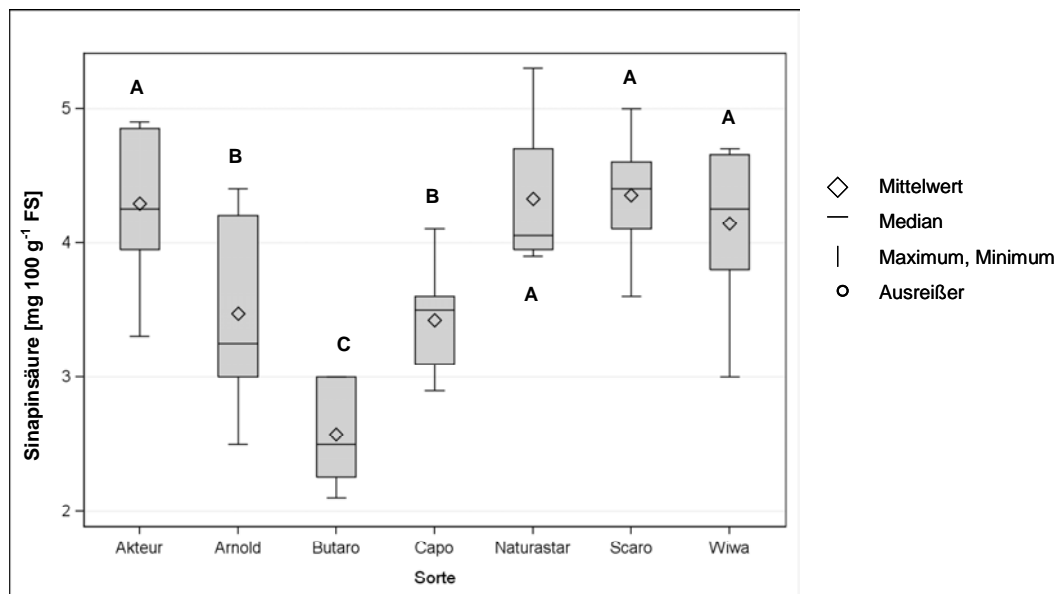 A
A
A
B
B
C
A
5
4
3
2
Sinapinsäure [mg 100 g⁻¹ FS]
Akteur Arnold Butaro Capo Naturastar Scaro Wiwa
Sorte
Mittelwert
Median
Maximum, Minimum
Ausreißer